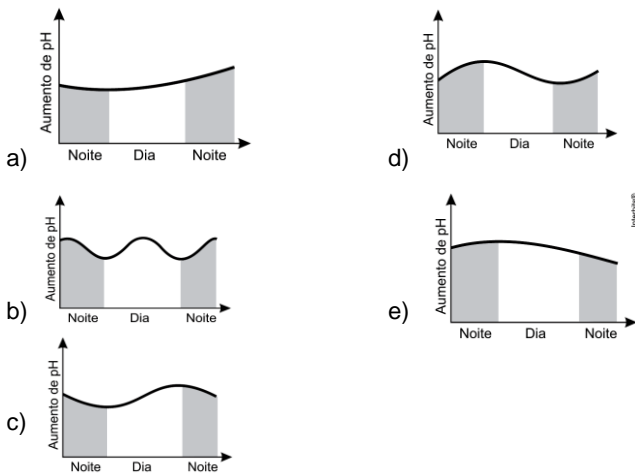 a)
Aumento de pH
Noite Dia Noite
b)
Aumento de pH
Noite Dia Noite
c)
Aumento de pH
Noite Dia Noite
d)
Aumento de pH
Noite Dia Noite
e)
Aumento de pH
Noite Dia Noite